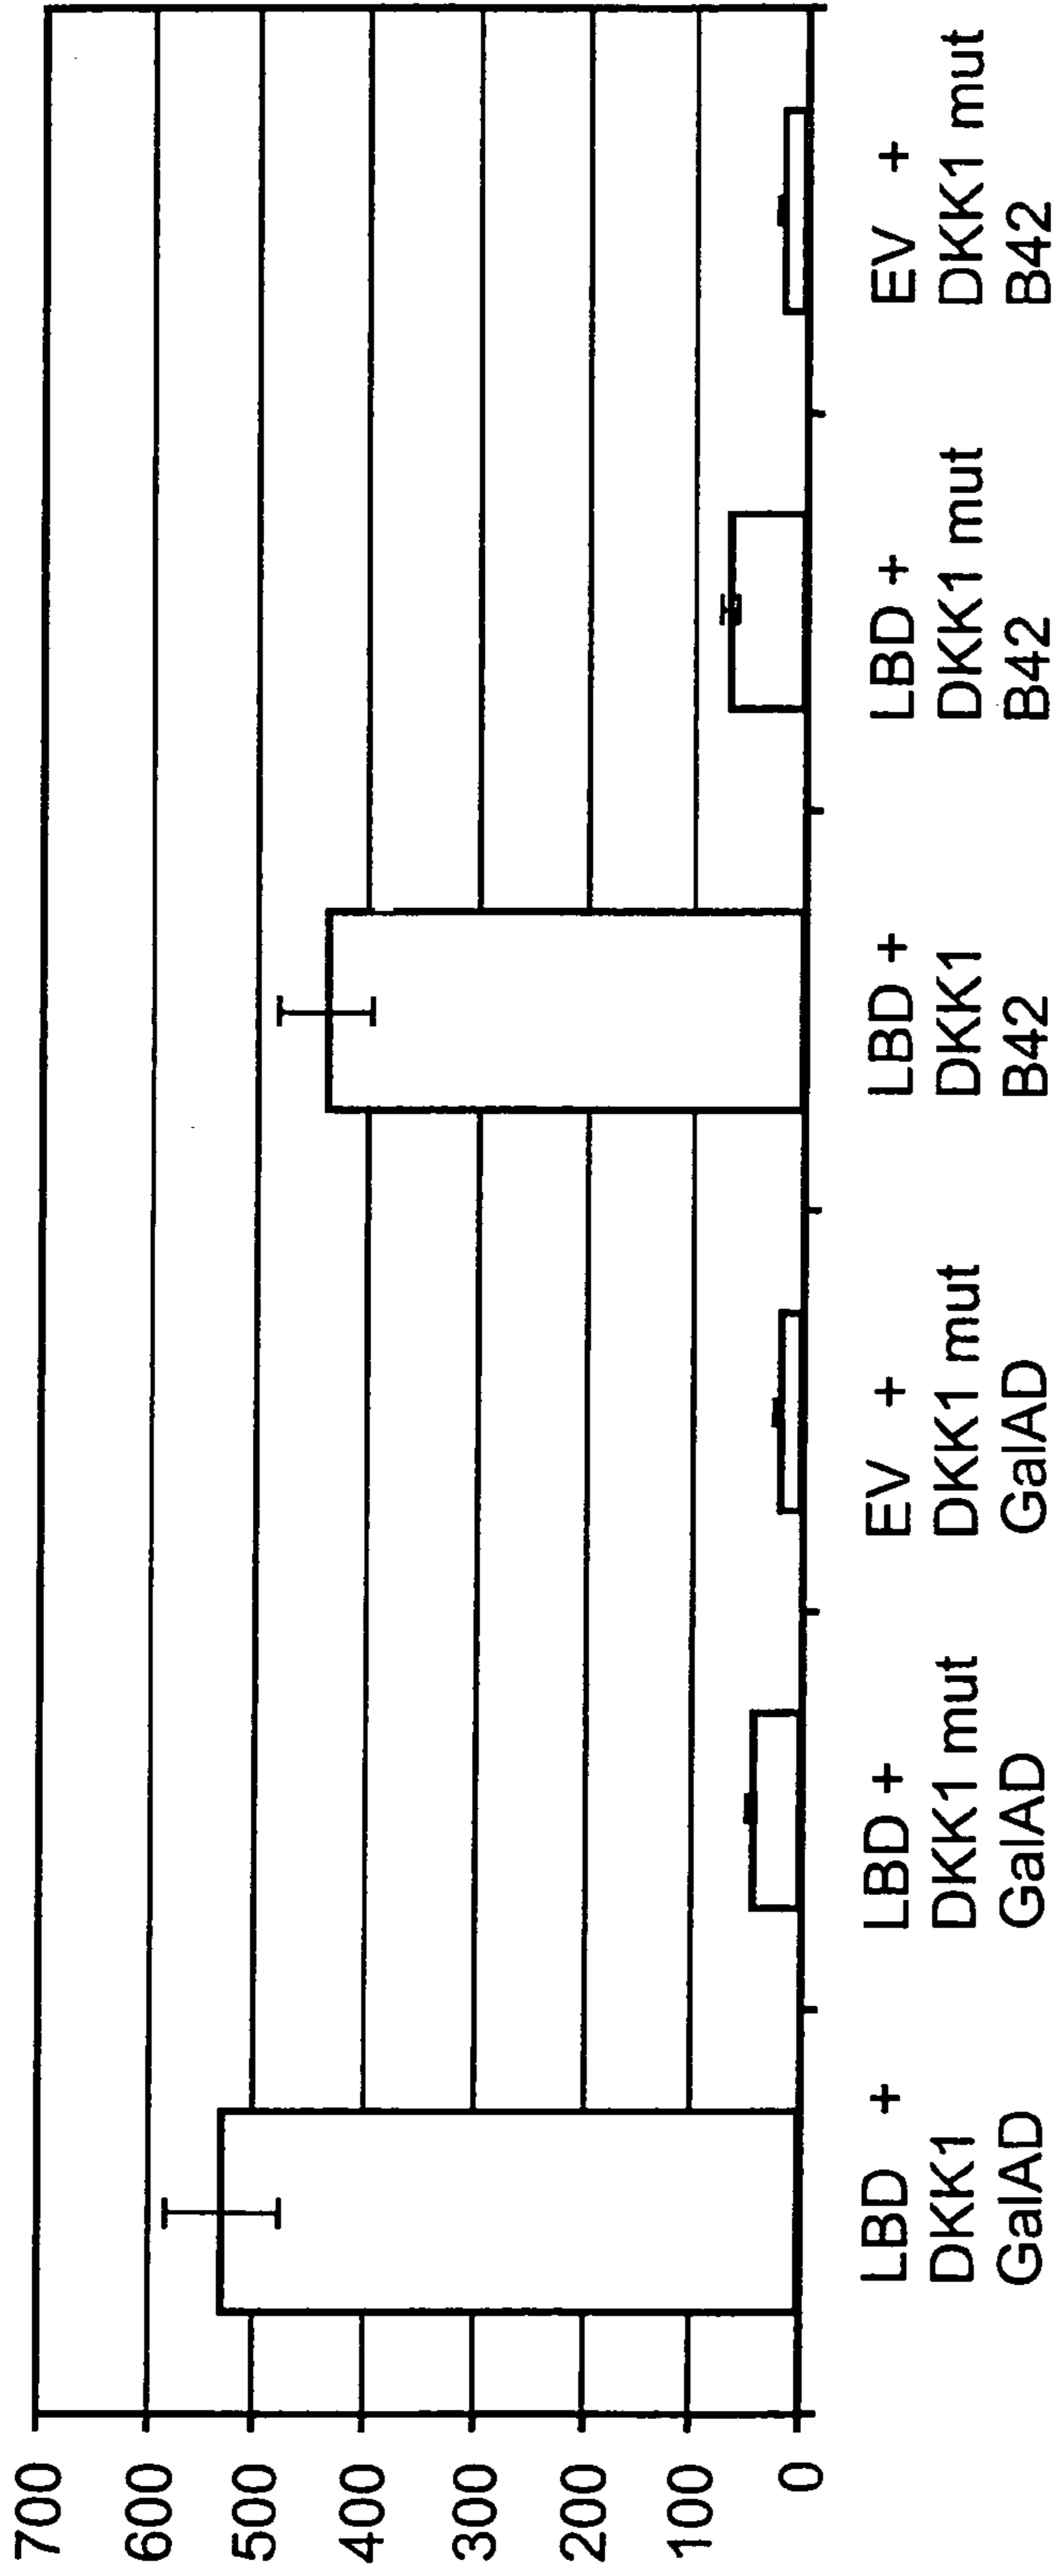 700
600
500
400
300
200
100
0
LBD +
DKK1
GalAD
LBD +
DKK1 mut
GalAD
EV +
DKK1 mut
GalAD
LBD +
DKK1
B42
LBD +
DKK1 mut
B42
EV +
DKK1 mut
B42